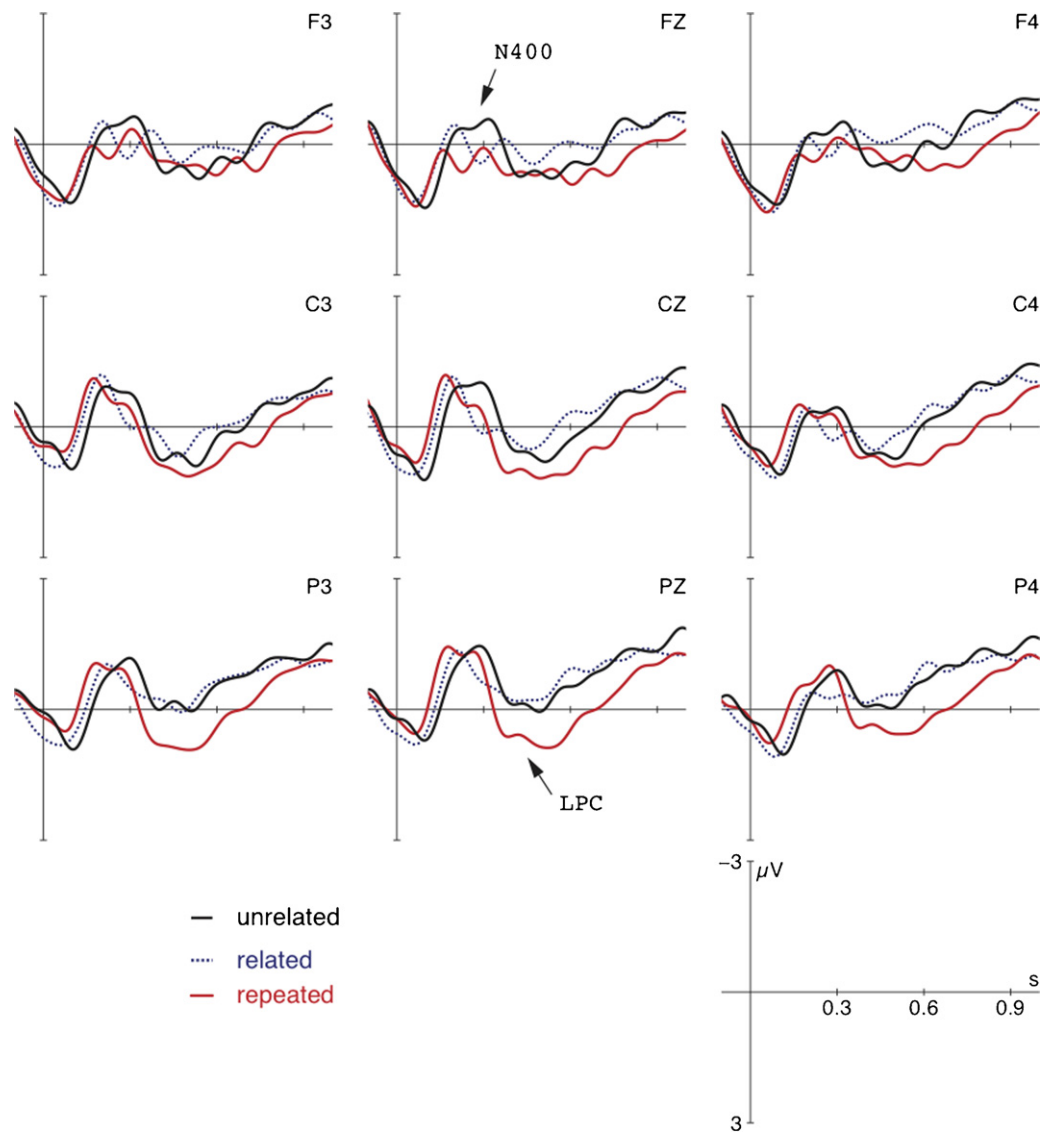 F3
FZ
F4
N400
C3
CZ
C4
P3
PZ
P4
LPC
−3
µV
unrelated
related
repeated
s
0.3 0.6 0.9
3